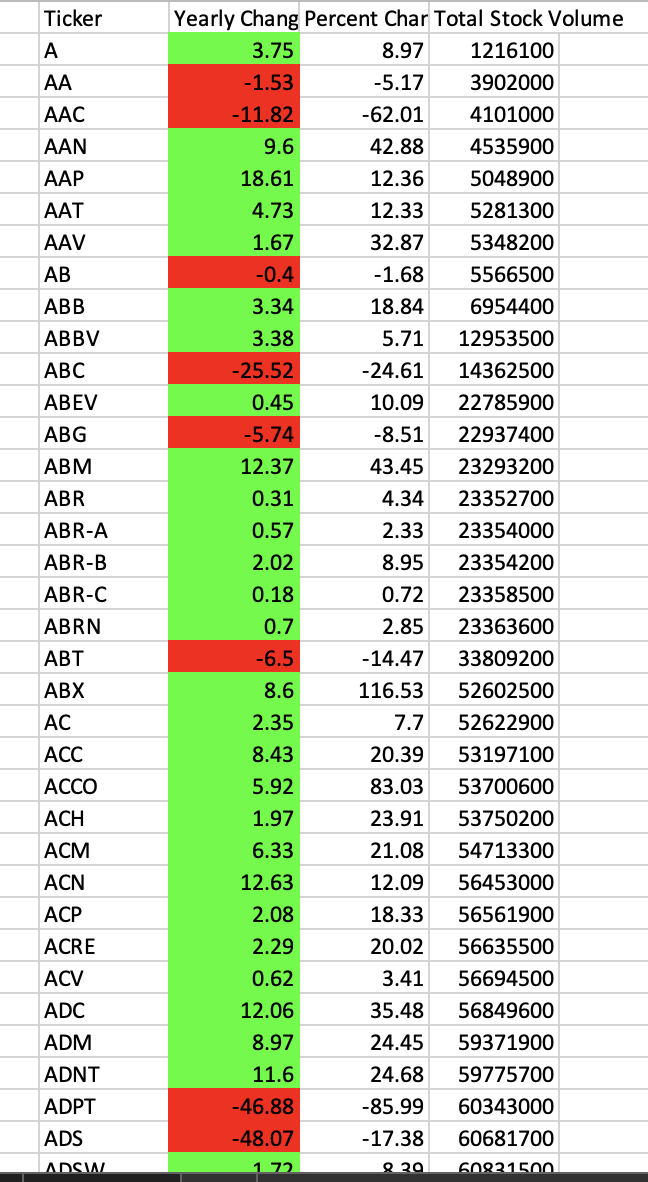 Ticker Yearly Chang Percent Char Total Stock Volume
A 3.75 8.97 1216100
AA -1.53 -5.17 3902000
AAC -11.82 -62.01 4101000
AAN 9.6 42.88 4535900
AAP 18.61 12.36 5048900
AAT 4.73 12.33 5281300
AAV 1.67 32.87 5348200
AB -0.4 -1.68 5566500
ABB 3.34 18.84 6954400
ABBV 3.38 5.71 12953500
ABC -25.52 -24.61 14362500
ABEV 0.45 10.09 22785900
ABG -5.74 -8.51 22937400
ABM 12.37 43.45 23293200
ABR 0.31 4.34 23352700
ABR-A 0.57 2.33 23354000
ABR-B 2.02 8.95 23354200
ABR-C 0.18 0.72 23358500
ABRN 0.7 2.85 23363600
ABT -6.5 -14.47 33809200
ABX 8.6 116.53 52602500
AC 2.35 7.7 52622900
ACC 8.43 20.39 53197100
ACCO 5.92 83.03 53700600
ACH 1.97 23.91 53750200
ACM 6.33 21.08 54713300
ACN 12.63 12.09 56453000
ACP 2.08 18.33 56561900
ACRE 2.29 20.02 56635500
ACV 0.62 3.41 56694500
ADC 12.06 35.48 56849600
ADM 8.97 24.45 59371900
ADNT 11.6 24.68 59775700
ADPT -46.88 -85.99 60343000
ADS -48.07 -17.38 60681700
ADSW 1.72 8.39 60831500